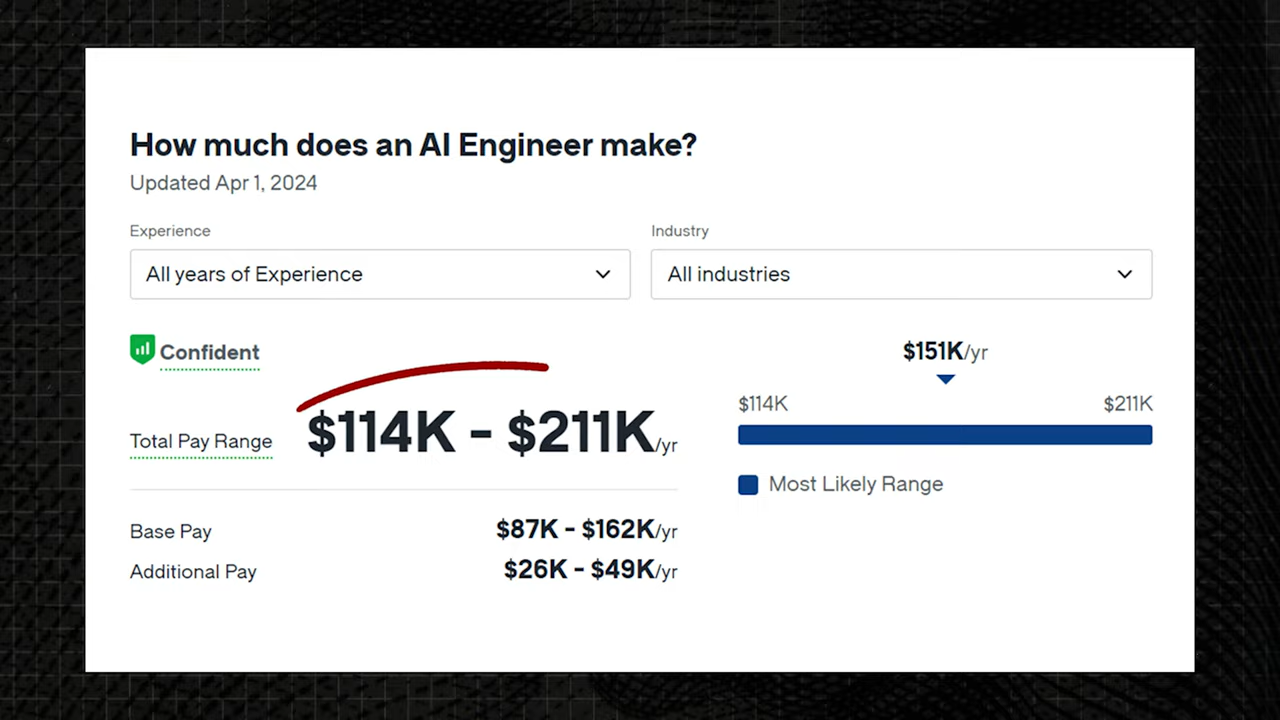 How much does an AI Engineer make?
Updated Apr 1, 2024
Experience
Industry
All years of Experience
All industries
Confident
Total Pay Range
$114K - $211K/yr
Base Pay
$87K - $162K/yr
Additional Pay
$26K - $49K/yr
$151K/yr
$114K
$211K
Most Likely Range